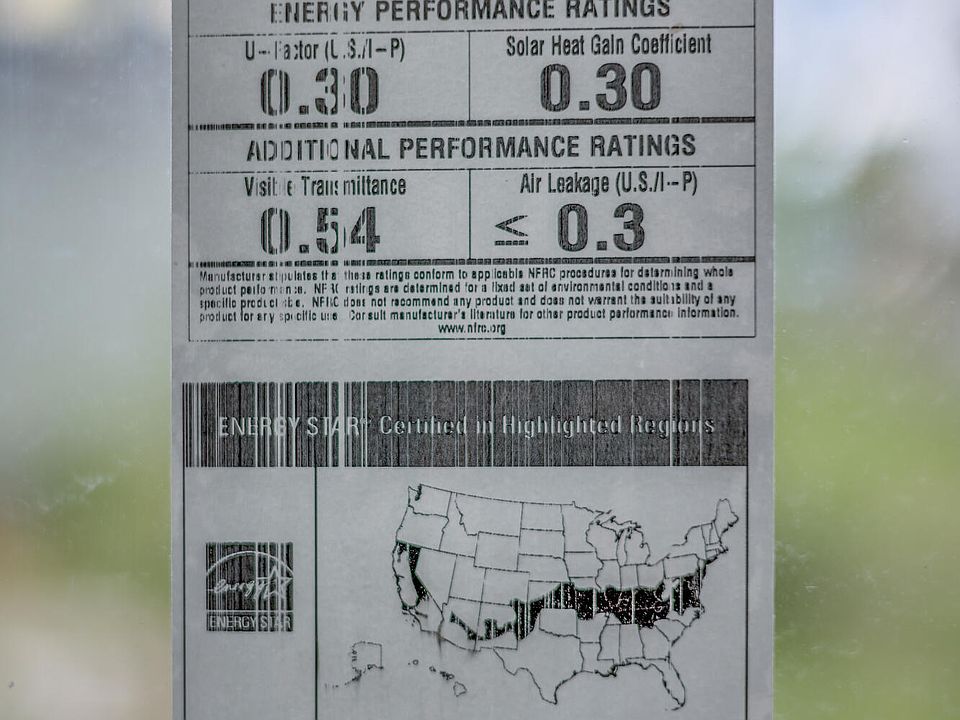 ENERGY PERFORMANCE RATINGS
U-Factor (U.S./I-P)
0.30
Solar Heat Gain Coefficient
0.30
ADDITIONAL PERFORMANCE RATINGS
Visible Transmittance
0.54
Air Leakage (U.S./I-P)
≤ 0.3
Manufacturer stipulates that these ratings conform to applicable NFRC procedures for determining whole
product performance. NFRC ratings are determined for a fixed set of environmental conditions and a
specific product size. NFRC does not recommend any product and does not warrant the suitability of any
product for any specific use. Consult manufacturer's literature for other product performance information.
www.nfrc.org
ENERGY STAR® Certified in Highlighted Regions
energy
ENERGY STAR